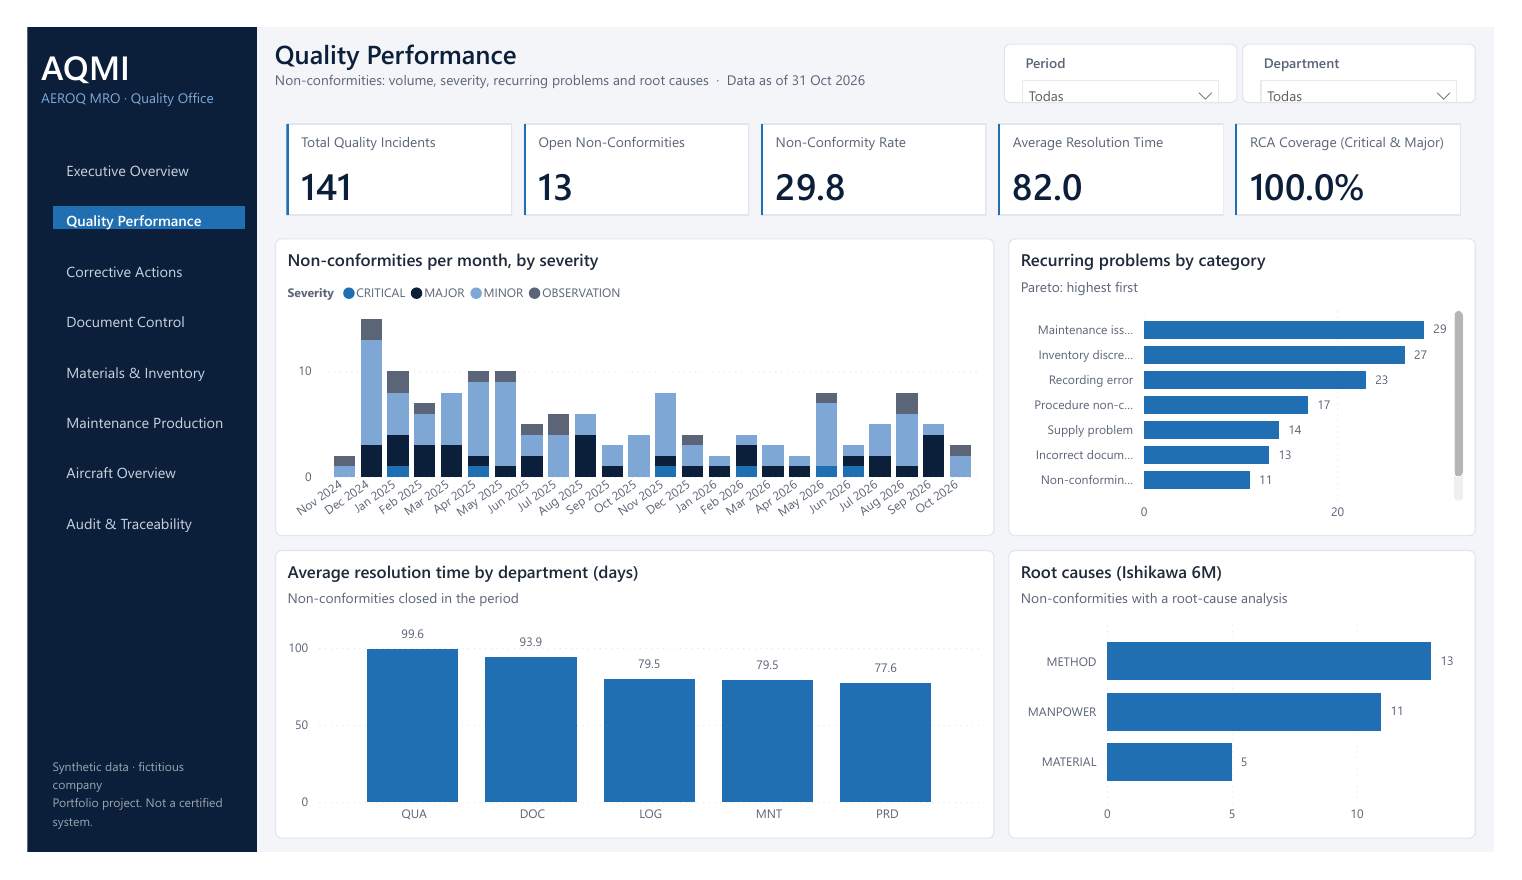 AQMI
AEROQ MRO · Quality Office
Executive Overview
Quality Performance
Corrective Actions
Document Control
Materials & Inventory
Maintenance Production
Aircraft Overview
Audit & Traceability
Synthetic data · fictitious
company
Portfolio project. Not a certified
system.
Quality Performance
Non-conformities: volume, severity, recurring problems and root causes · Data as of 31 Oct 2026
Period
Todas
Department
Todas
Total Quality Incidents
141
Open Non-Conformities
13
Non-Conformity Rate
29.8
Average Resolution Time
82.0
RCA Coverage (Critical & Major)
100.0%
Non-conformities per month, by severity
Severity CRITICAL MAJOR MINOR OBSERVATION
10
0
Nov 2024 Dec 2024 Jan 2025 Feb 2025 Mar 2025 Apr 2025 May 2025 Jun 2025 Jul 2025 Aug 2025 Sep 2025 Oct 2025 Nov 2025 Dec 2025 Jan 2026 Feb 2026 Mar 2026 Apr 2026 May 2026 Jun 2026 Jul 2026 Aug 2026 Sep 2026 Oct 2026
Recurring problems by category
Pareto: highest first
Maintenance iss... 29
Inventory discre... 27
Recording error 23
Procedure non-c... 17
Supply problem 14
Incorrect docum... 13
Non-conformin... 11
0 20
Average resolution time by department (days)
Non-conformities closed in the period
99.6 93.9 79.5 79.5 77.6
100
50
0
QUA DOC LOG MNT PRD
Root causes (Ishikawa 6M)
Non-conformities with a root-cause analysis
METHOD 13
MANPOWER 11
MATERIAL 5
0 5 10